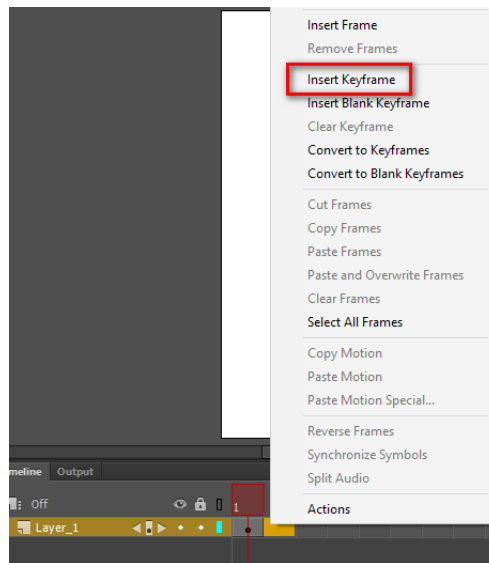 Insert Frame
Remove Frames
Insert Keyframe
Insert Blank Keyframe
Clear Keyframe
Convert to Keyframes
Convert to Blank Keyframes
Cut Frames
Copy Frames
Paste Frames
Paste and Overwrite Frames
Clear Frames
Select All Frames
Copy Motion
Paste Motion
Paste Motion Special...
Reverse Frames
Synchronize Symbols
Split Audio
Actions
meline Output
Off 1
Layer_1